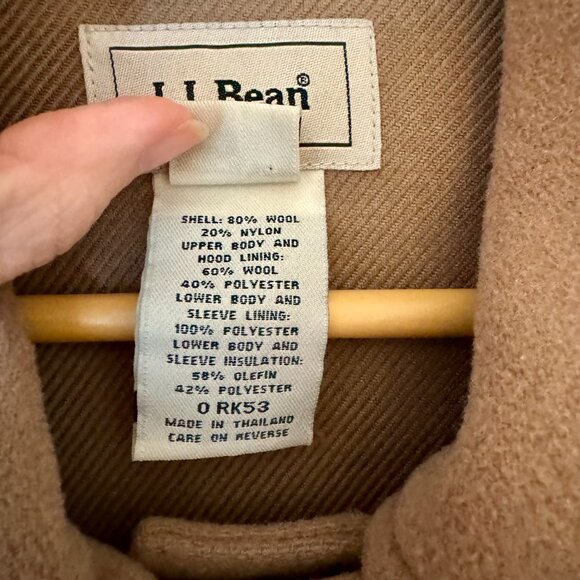 L.L.Bean®
SHELL: 80% WOOL
20% NYLON
UPPER BODY AND
HOOD LINING:
60% WOOL
40% POLYESTER
LOWER BODY AND
SLEEVE LINING:
100% POLYESTER
LOWER BODY AND
SLEEVE INSULATION:
58% OLEFIN
42% POLYESTER
0 RK53
MADE IN THAILAND
CARE ON REVERSE